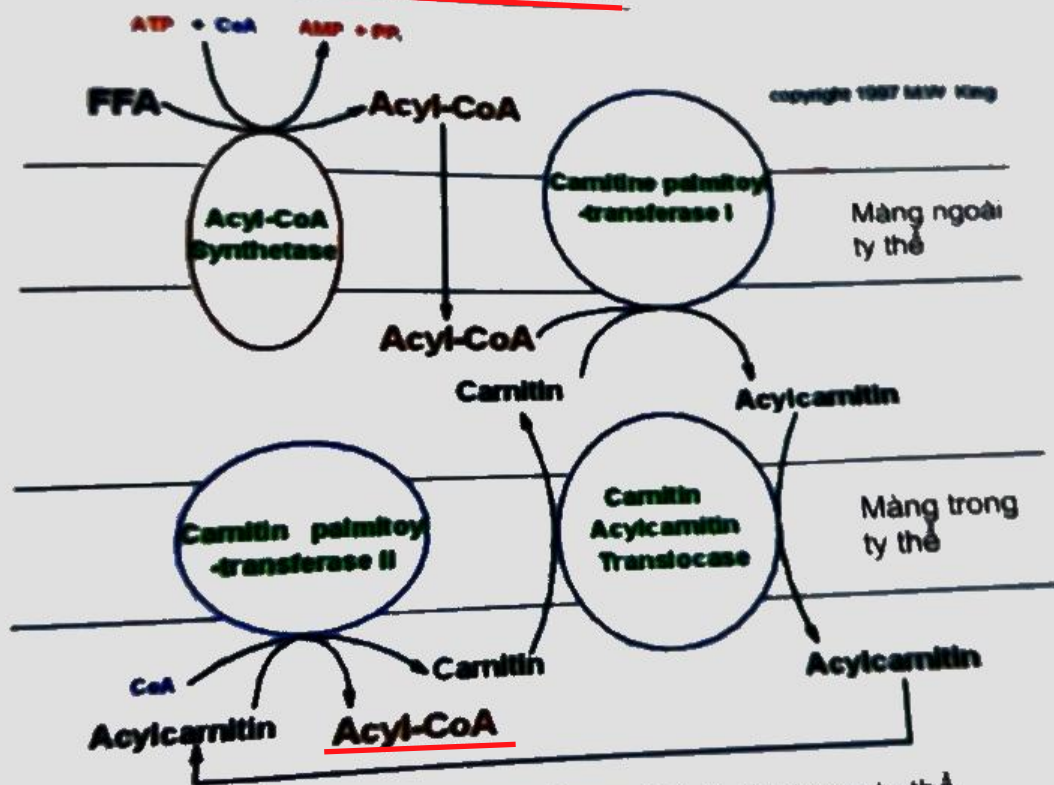 ATP + CoA
AMP + PPi
FFA
Acyl-CoA
copyright 1997 MW King
Acyl-CoA
Synthetase
Carnitine palmitoy
-transferase I
Màng ngoài
ty thể
Acyl-CoA
Carnitin
Acylcarnitin
Carnitin palmitoy
-transferase II
Carnitin
Acylcarnitin
Translocase
Màng trong
ty thể
CoA
Carnitin
Acylcarnitin
Acylcarnitin
Acyl-CoA